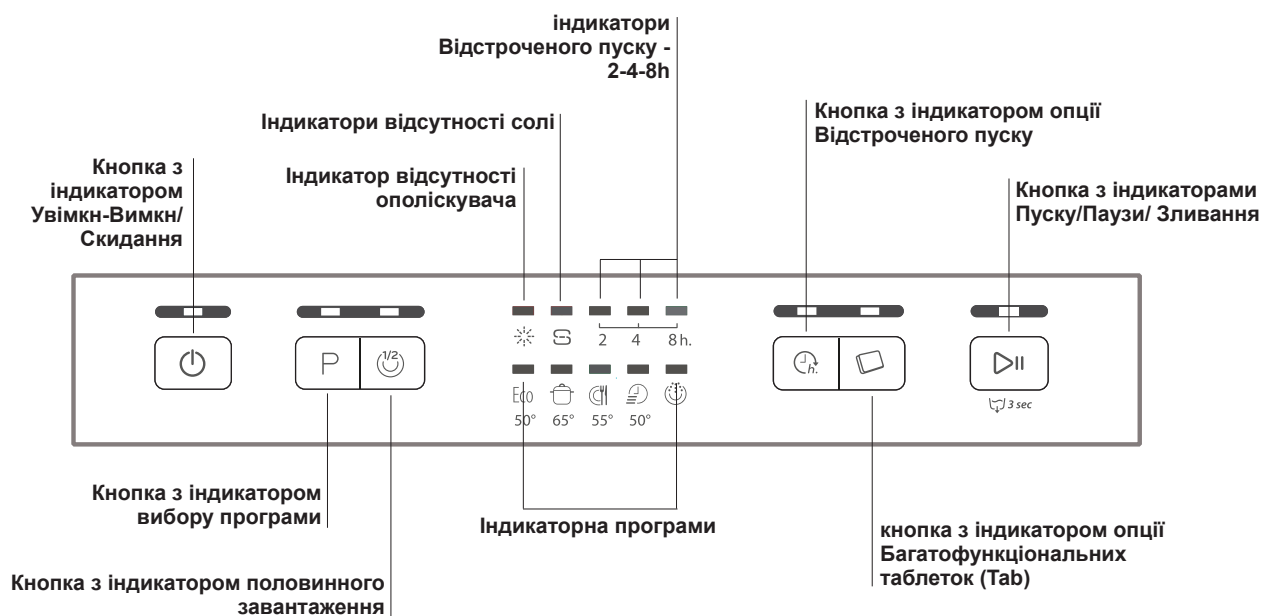 індикатори
Відстроченого пуску -
2-4-8h
Кнопка з індикатором опції
Відстроченого пуску
Індикатори відсутності солі
Кнопка з
індикатором
Увімкн-Вимкн/
Скидання
Індикатор відсутності
ополіскувача
Кнопка з індикаторами
Пуску/Паузи/ Зливання
2 4 8 h.
P 1/2
h.
Eco
50° 65° 55° 50°
3 sec
Кнопка з індикатором
вибору програми
Індикаторна програми
кнопка з індикатором опції
Багатофункціональних
таблеток (Tab)
Кнопка з індикатором половинного
завантаження